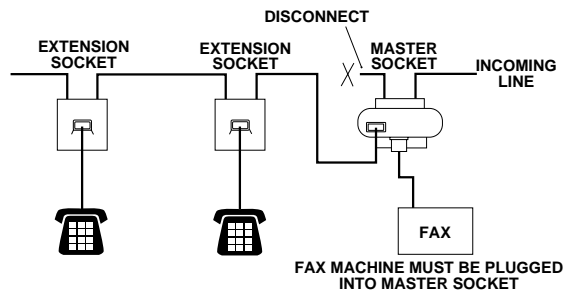 DISCONNECT
EXTENSION
SOCKET
EXTENSION
SOCKET
MASTER
SOCKET
INCOMING
LINE
FAX
FAX MACHINE MUST BE PLUGGED
INTO MASTER SOCKET